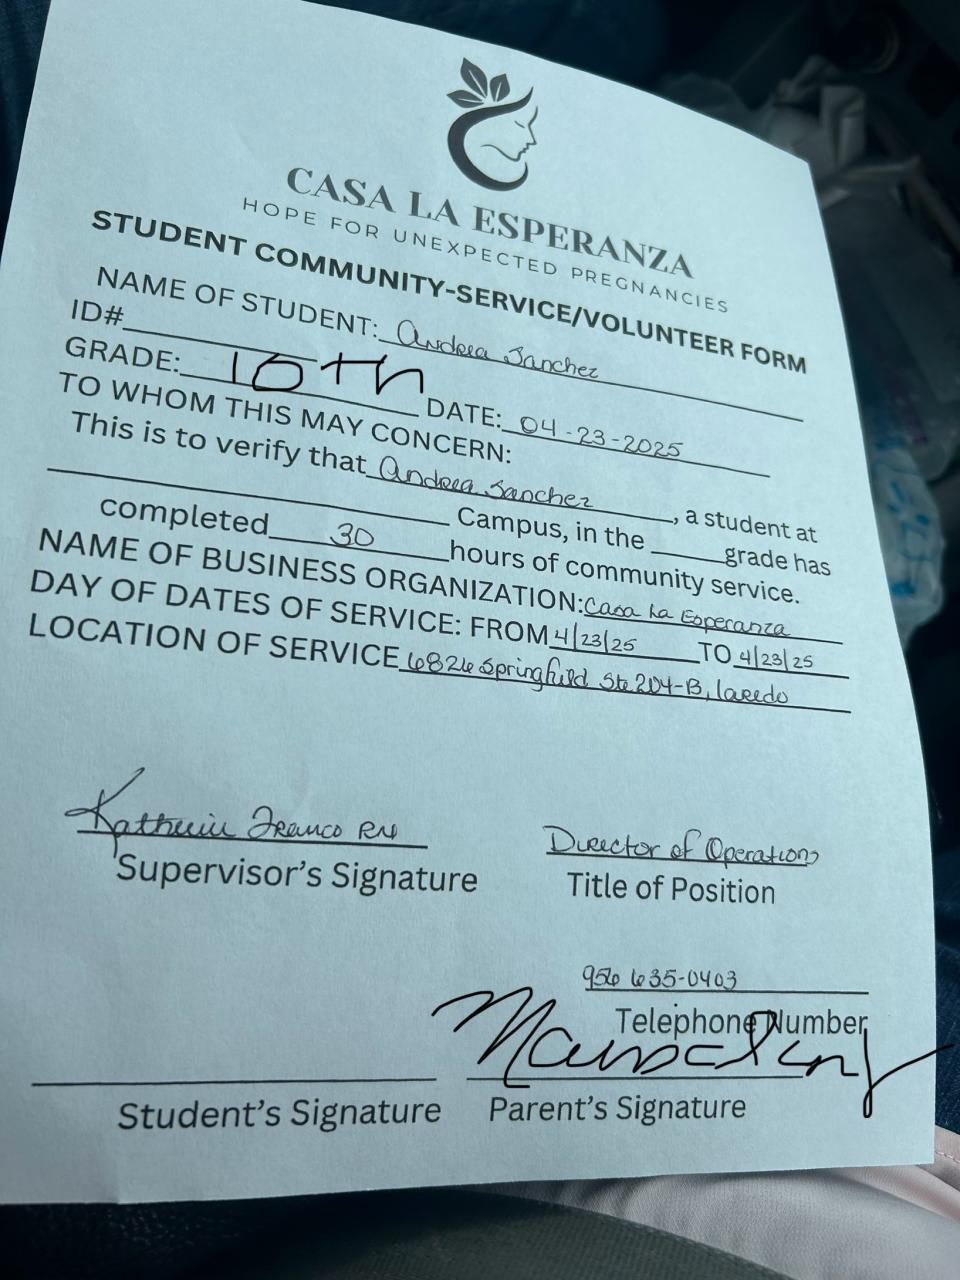 CASA LA ESPERANZA
HOPE FOR UNEXPECTED PREGNANCIES
STUDENT COMMUNITY-SERVICE/VOLUNTEER FORM
NAME OF STUDENT: Andrea Sanchez
ID#
GRADE: 10th DATE: 04-23-2025
TO WHOM THIS MAY CONCERN:
This is to verify that Andrea Sanchez, a student at
Campus, in the grade has
completed 30 hours of community service.
NAME OF BUSINESS ORGANIZATION: Casa La Esperanza
DAY OF DATES OF SERVICE: FROM 4/23/25 TO 4/23/25
LOCATION OF SERVICE 6826 Springfield Ste 204-B, Laredo
Franco RN Director of Operations
Supervisor's Signature Title of Position
956 635-0403
Telephone Number
Student's Signature Parent's Signature